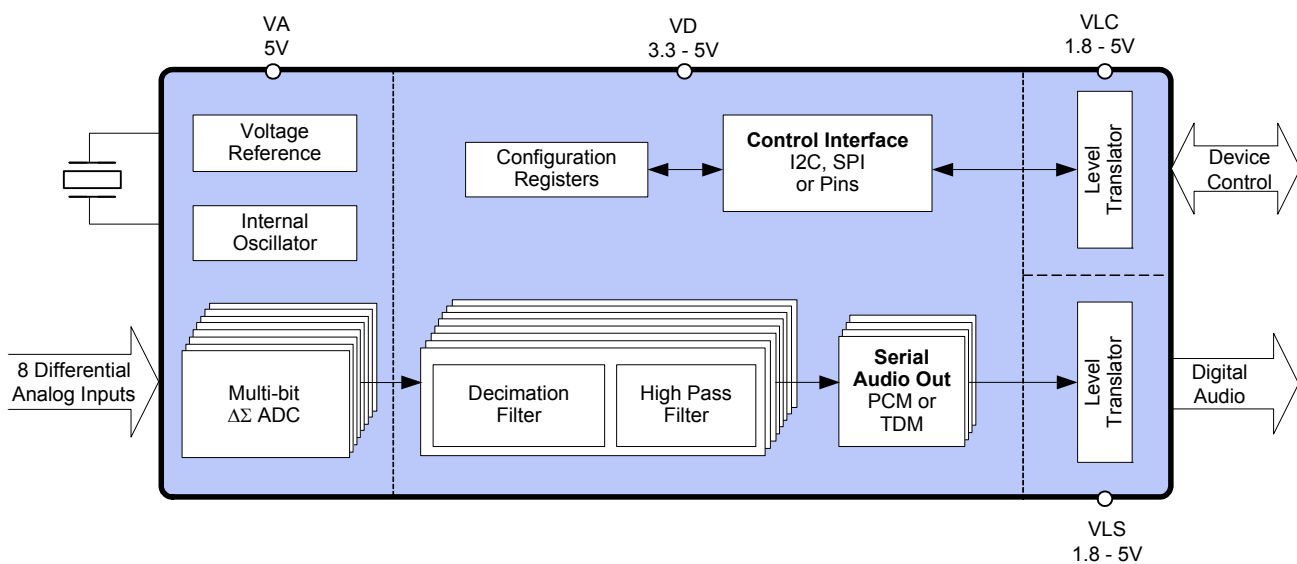 VA
5V
VD
3.3 - 5V
VLC
1.8 - 5V
Voltage
Reference
Internal
Oscillator
Configuration
Registers
Control Interface
I2C, SPI
or Pins
Level
Translator
Device
Control
8 Differential
Analog Inputs
Multi-bit
ΔΣ ADC
Decimation
Filter
High Pass
Filter
Serial
Audio Out
PCM or
TDM
Level
Translator
Digital
Audio
VLS
1.8 - 5V